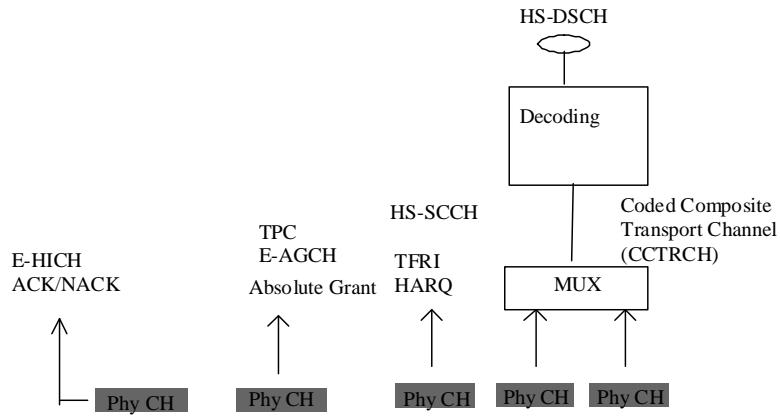 HS-DSCH
Decoding
HS-SCCH
Coded Composite
Transport Channel
(CCTRCH)
TPC
E-AGCH
Absolute Grant
E-HICH
ACK/NACK
TFRI
HARQ
MUX
Phy CH
Phy CH
Phy CH
Phy CH
Phy CH